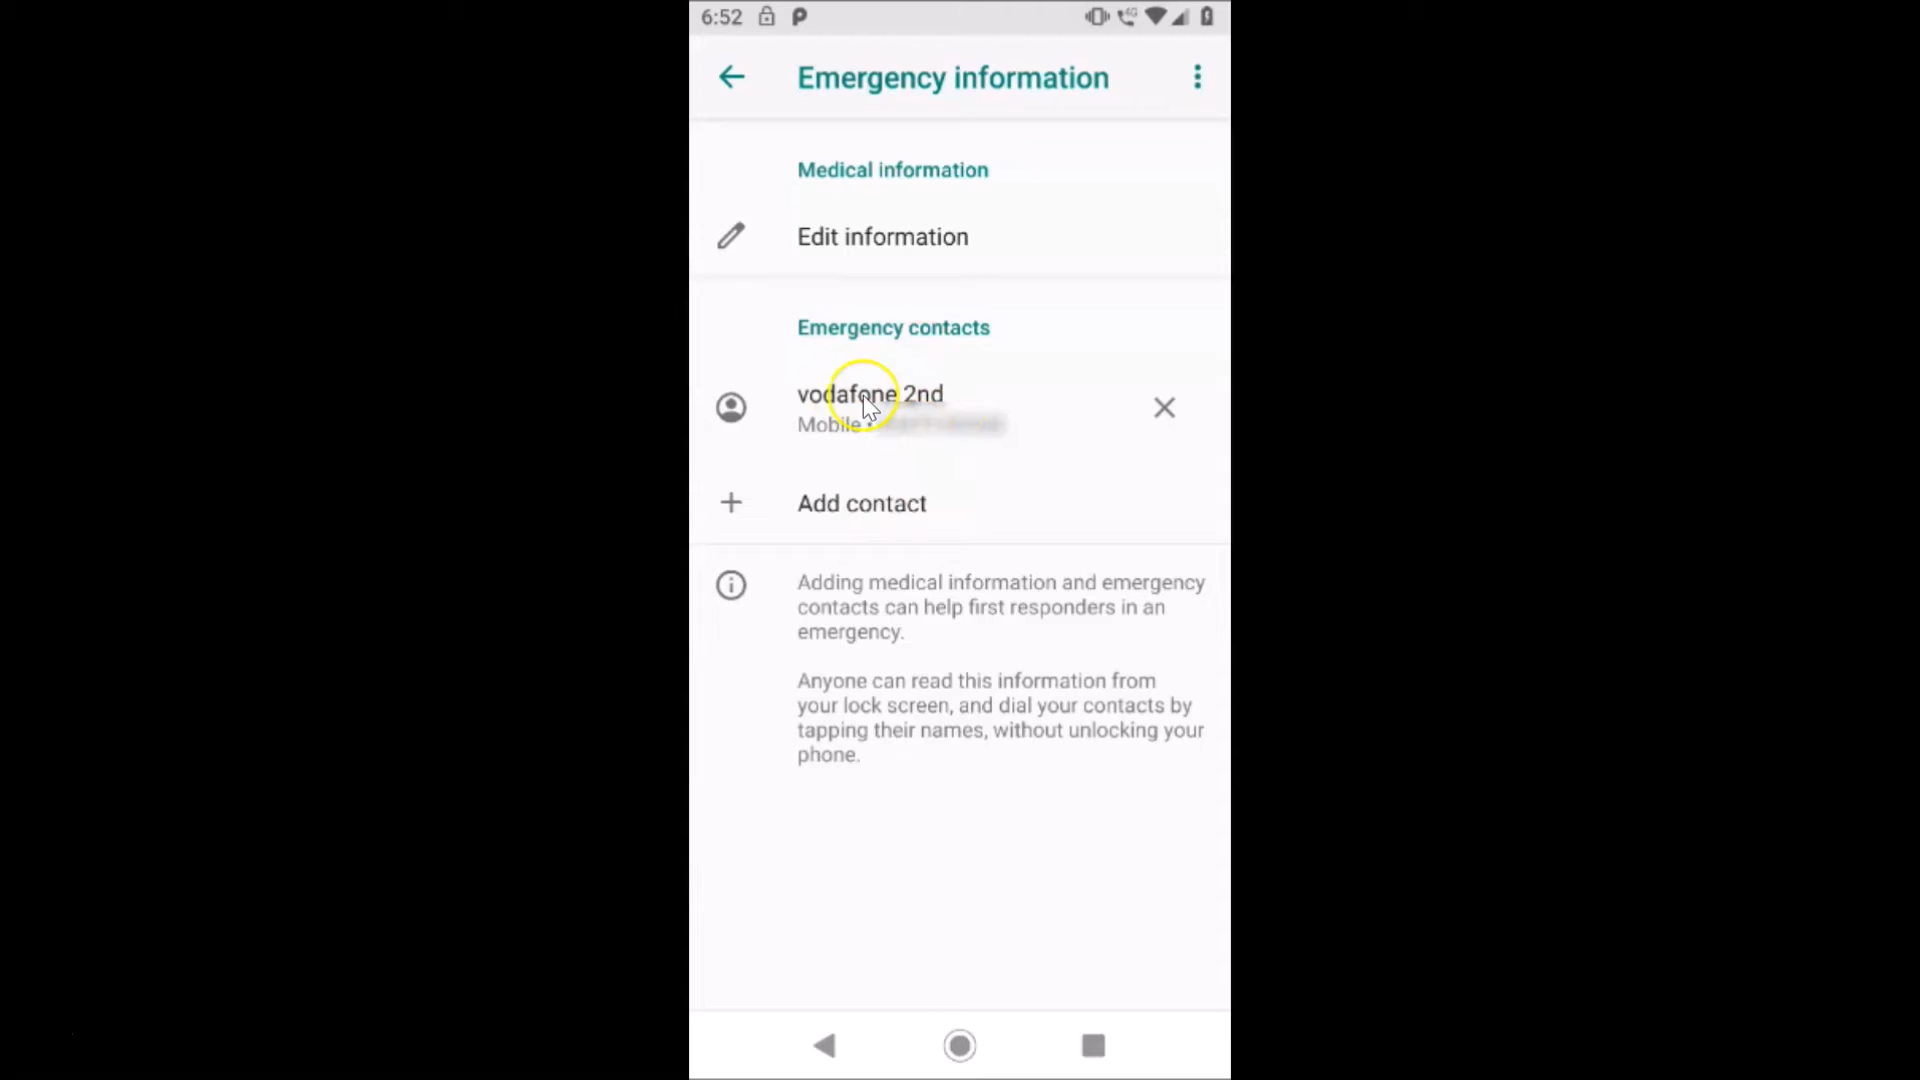 6:52
4G
Emergency information
Medical information
Edit information
Emergency contacts
vodafone 2nd
Mobile •
Add contact
Adding medical information and emergency
contacts can help first responders in an
emergency.
Anyone can read this information from
your lock screen, and dial your contacts by
tapping their names, without unlocking your
phone.